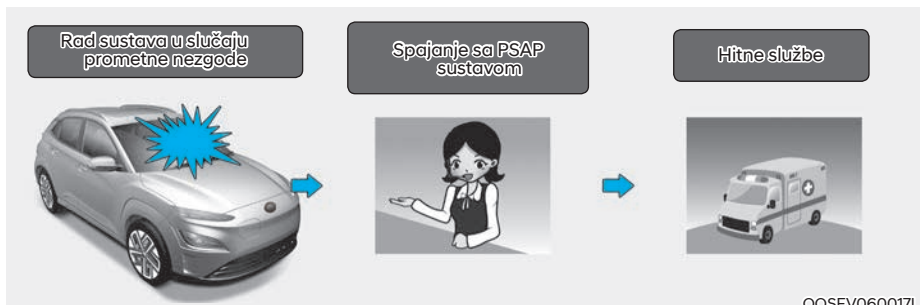 Rad sustava u slučaju
prometne nezgode
Spajanje sa PSAP
sustavom
Hitne službe
OOSEV060017L